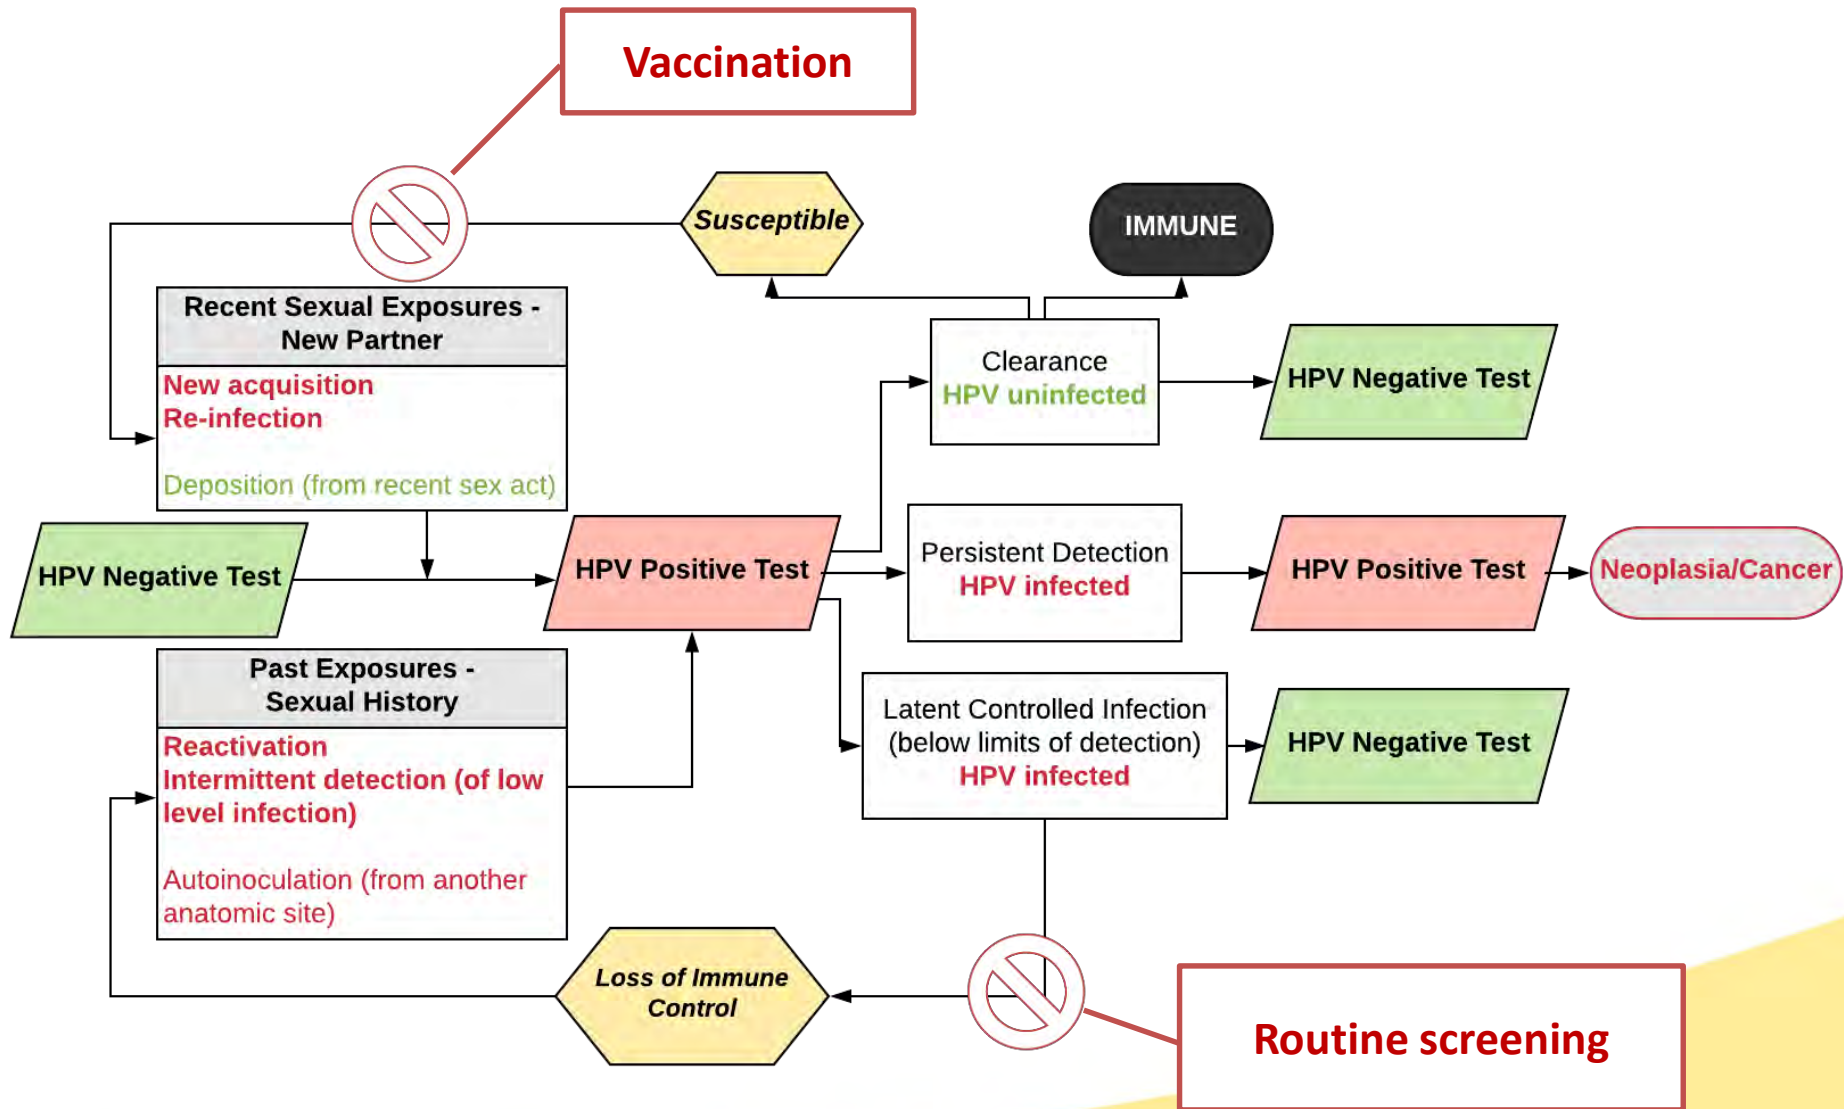 Vaccination
Susceptible
IMMUNE
Recent Sexual Exposures -
New Partner
New acquisition
Re-infection
Deposition (from recent sex act)
Clearance
HPV uninfected
HPV Negative Test
HPV Negative Test
HPV Positive Test
Persistent Detection
HPV infected
HPV Positive Test
Neoplasia/Cancer
Past Exposures -
Sexual History
Reactivation
Intermittent detection (of low
level infection)
Autoinoculation (from another
anatomic site)
Latent Controlled Infection
(below limits of detection)
HPV infected
HPV Negative Test
Loss of Immune
Control
Routine screening